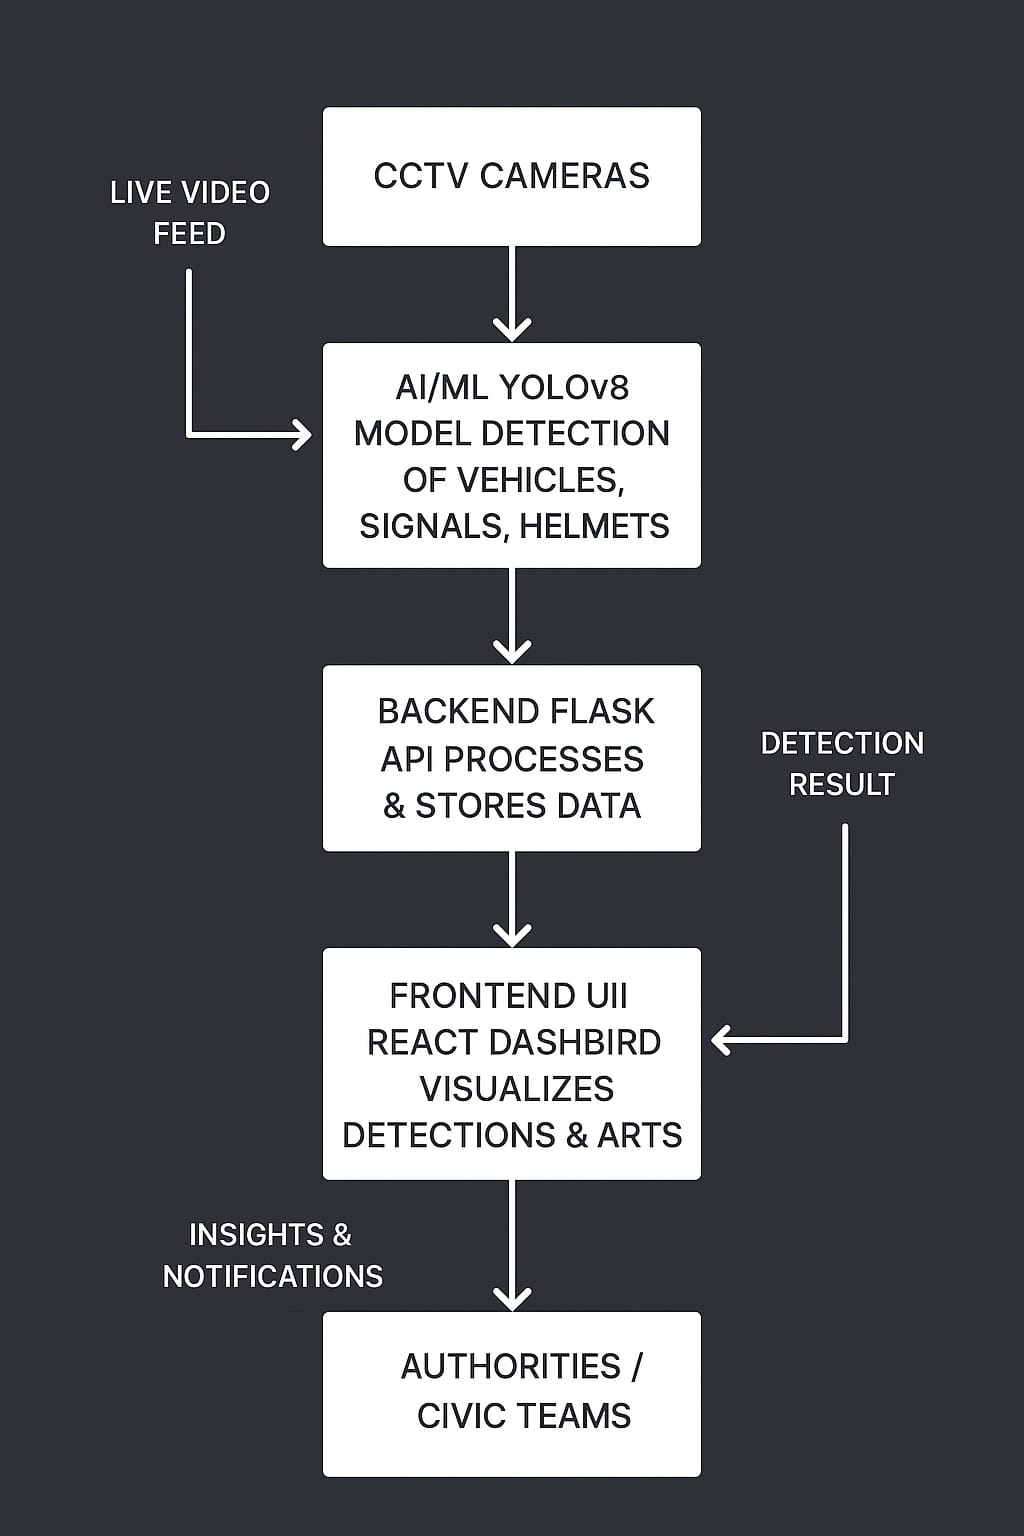 CCTV CAMERAS
LIVE VIDEO
FEED
AI/ML YOLOv8
MODEL DETECTION
OF VEHICLES,
SIGNALS, HELMETS
BACKEND FLASK
API PROCESSES
& STORES DATA
DETECTION
RESULT
FRONTEND UII
REACT DASHBIRD
VISUALIZES
DETECTIONS & ARTS
INSIGHTS &
NOTIFICATIONS
AUTHORITIES /
CIVIC TEAMS